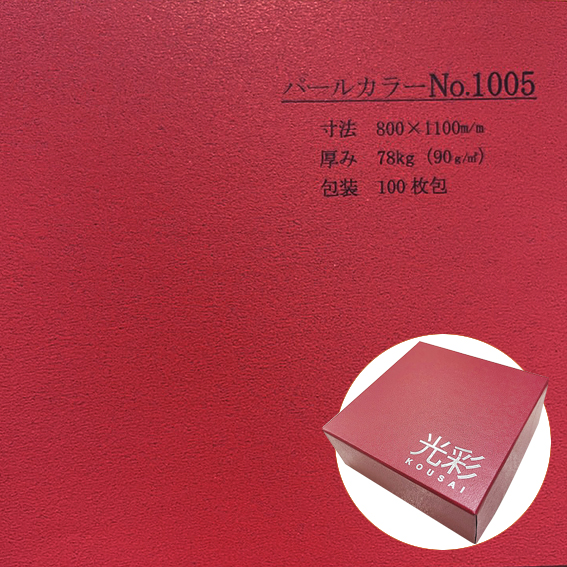 パールカラーNo.1005
寸法 800×1100m/m
厚み 78kg (90g/㎡)
包装 100枚包
光彩
KOUSAI